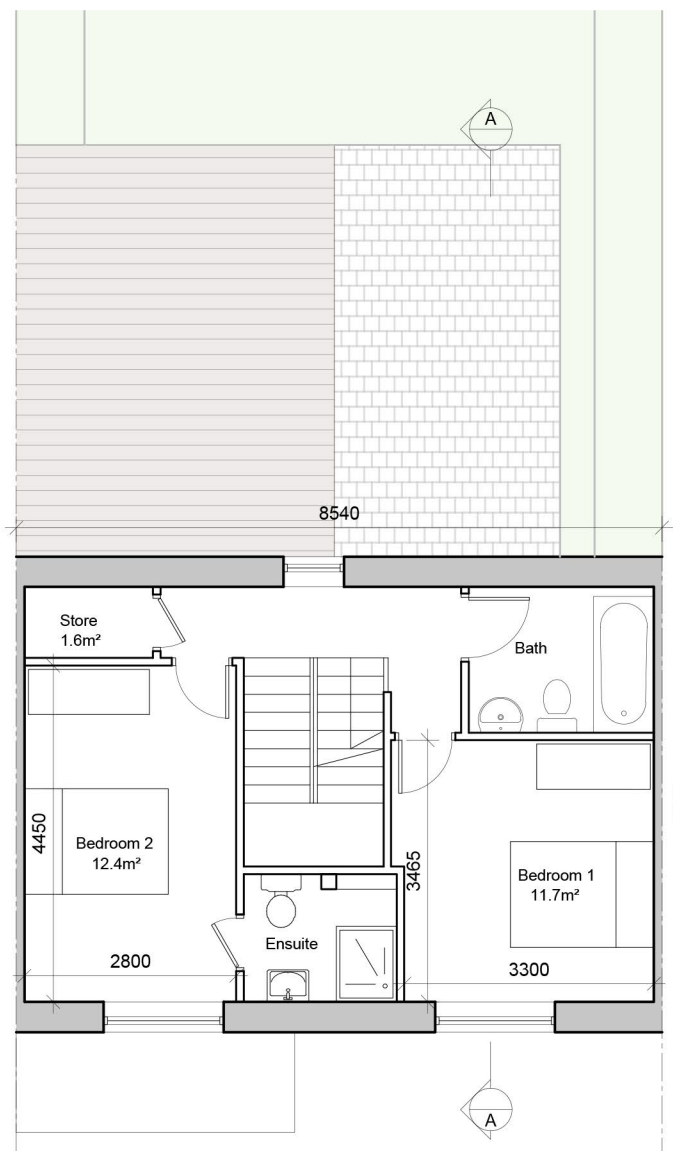 A
8540
Store
1.6m²
Bath
4450
Bedroom 2
12.4m²
3465
Bedroom 1
11.7m²
Ensuite
2800
3300
A